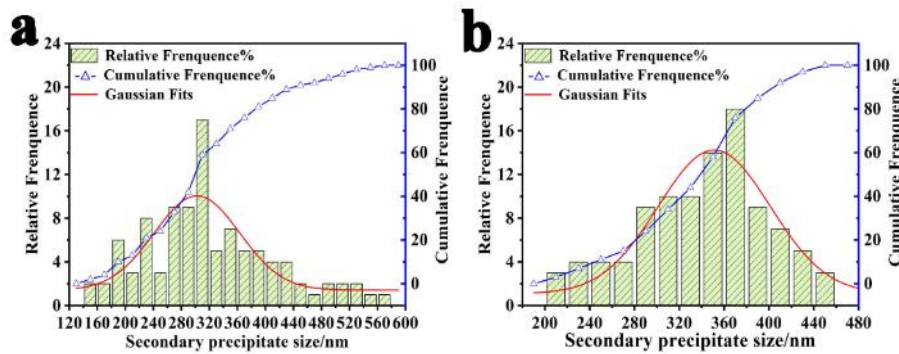 a
24
20
16
12
8
4
0
Relative Frenquence
Relative Frenquence%
Cumulative Frenquence%
Gaussian Fits
100
80
60
40
20
0
Cumulative Frenquence
120 160 200 240 280 320 360 400 440 480 520 560 600
Secondary precipitate size/nm
b
24
20
16
12
8
4
0
Relative Frenquence
Relative Frenquence%
Cumulative Frenquence%
Gaussian Fits
100
80
60
40
20
0
Cumulative Frenquence
200 240 280 320 360 400 440 480
Secondary precipitate size/nm